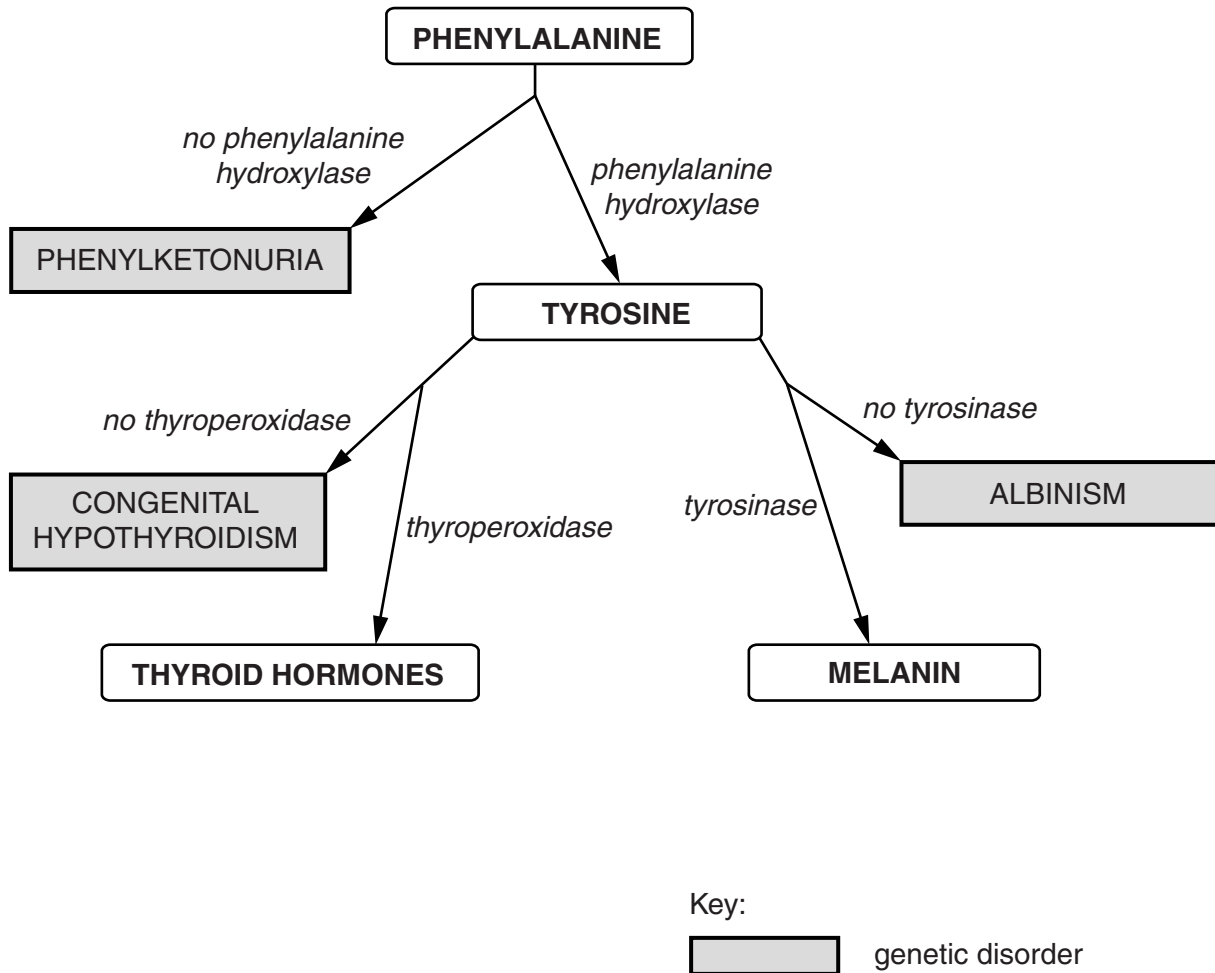 PHENYLALANINE
no phenylalanine
hydroxylase
phenylalanine
hydroxylase
PHENYLKETONURIA
TYROSINE
no thyroperoxidase
no tyrosinase
CONGENITAL
HYPOTHYROIDISM
thyroperoxidase
tyrosinase
ALBINISM
THYROID HORMONES
MELANIN
Key:
genetic disorder